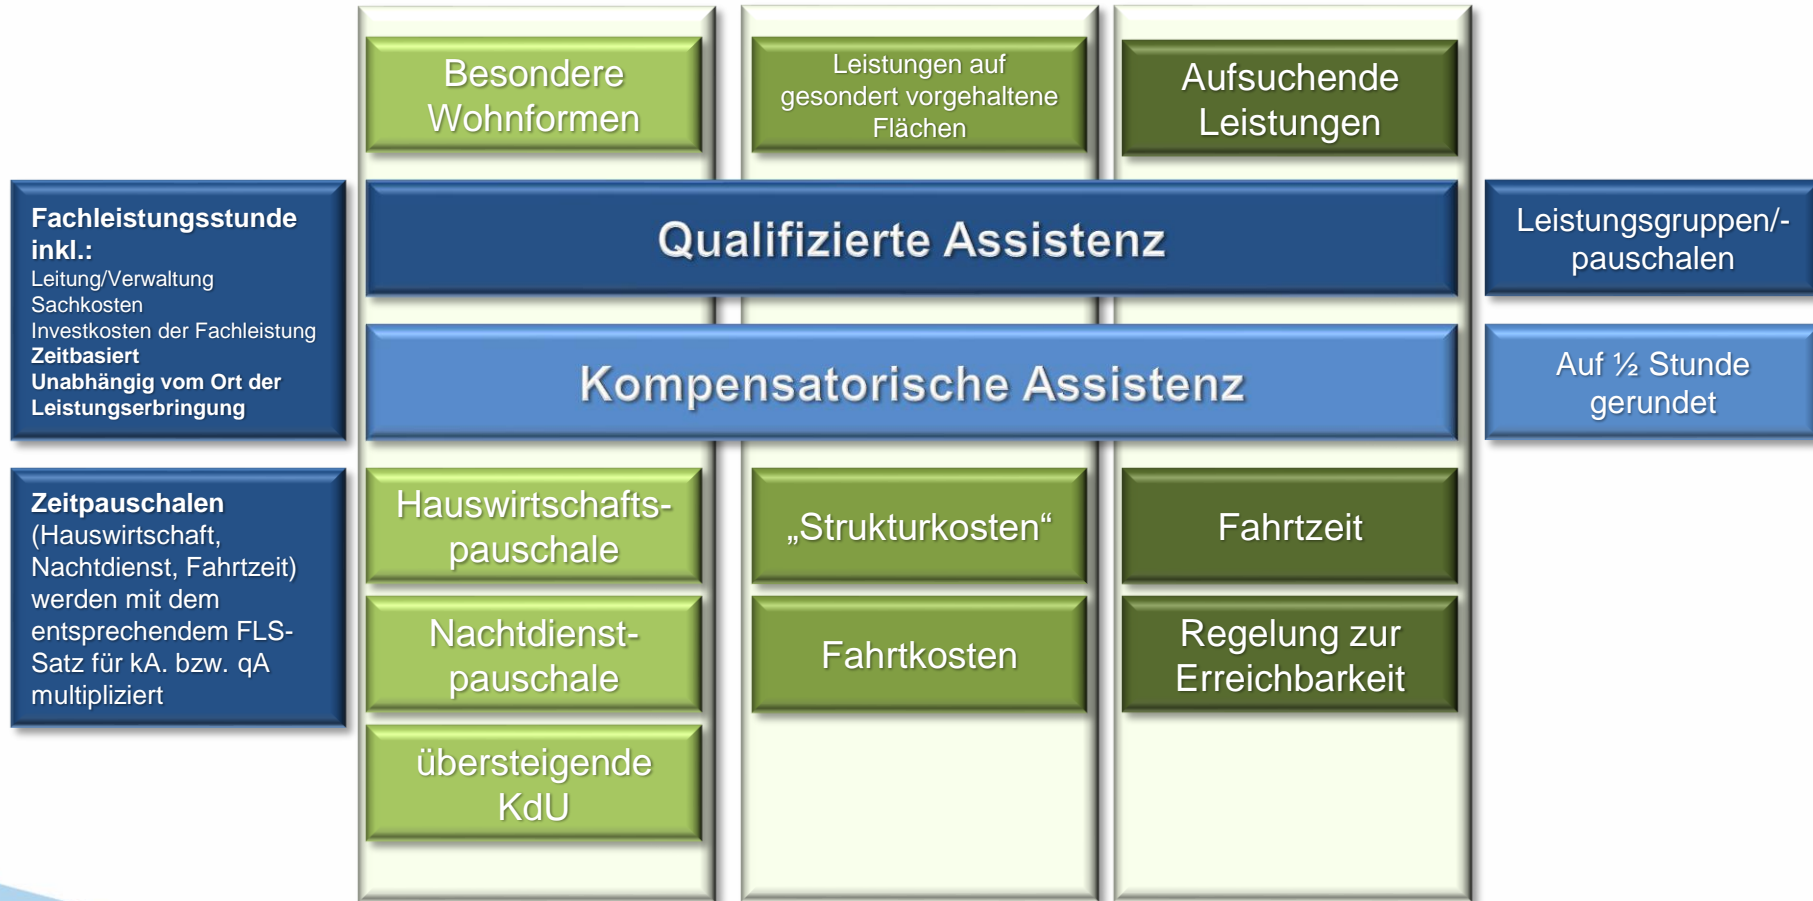 Besondere
Wohnformen
Leistungen auf
gesondert vorgehaltene
Flächen
Aufsuchende
Leistungen
Fachleistungsstunde
inkl.:
Leitung/Verwaltung
Sachkosten
Investkosten der Fachleistung
Zeitbasiert
Unabhängig vom Ort der
Leistungserbringung
Qualifizierte Assistenz
Leistungsgruppen/-
pauschalen
Kompensatorische Assistenz
Auf ½ Stunde
gerundet
Zeitpauschalen
(Hauswirtschaft,
Nachtdienst, Fahrtzeit)
werden mit dem
entsprechendem FLS-
Satz für kA. bzw. qA
multipliziert
Hauswirtschafts-
pauschale
„Strukturkosten“
Fahrtzeit
Nachtdienst-
pauschale
Fahrtkosten
Regelung zur
Erreichbarkeit
übersteigende
KdU